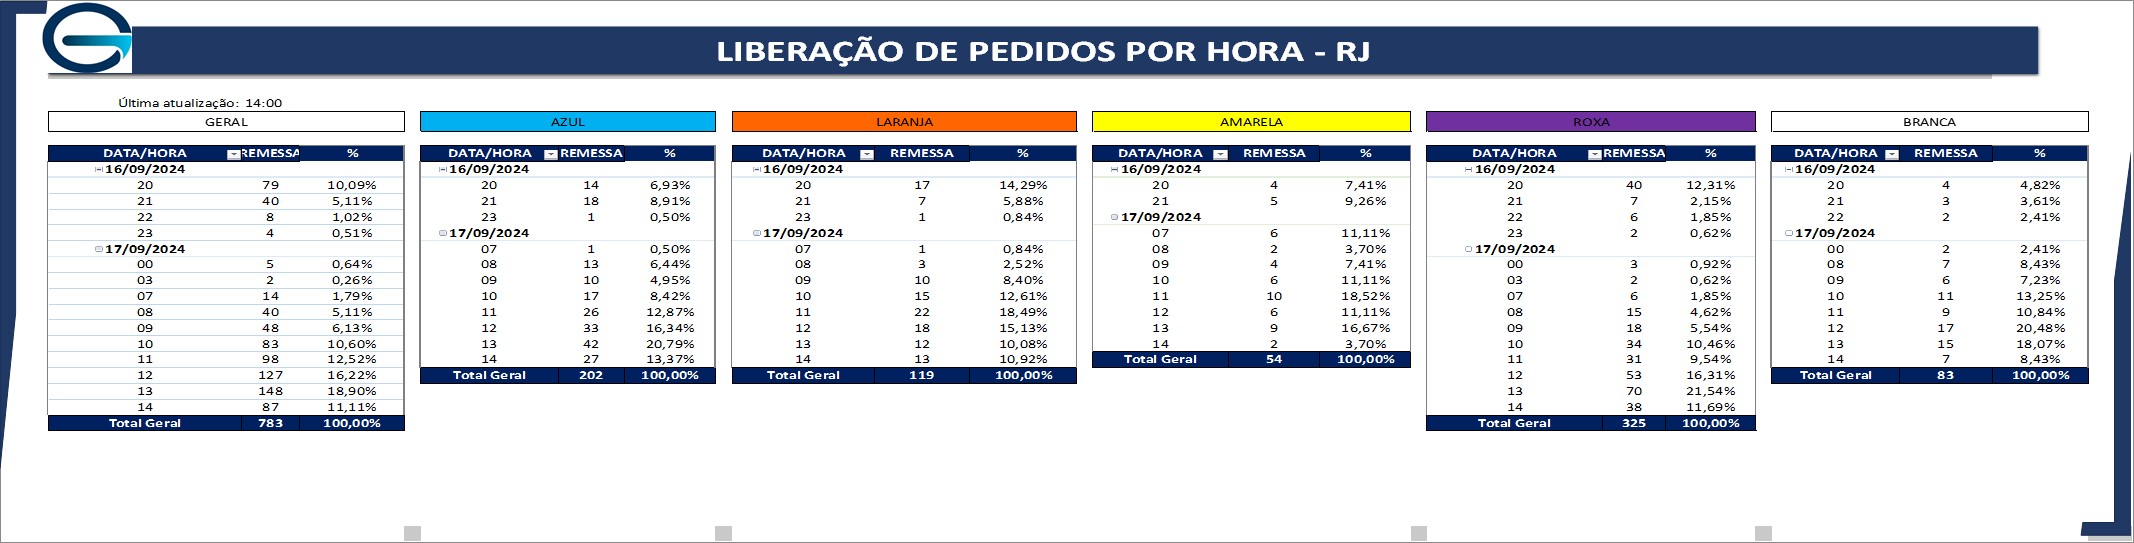 LIBERAÇÃO DE PEDIDOS POR HORA - RJ
Última atualização: 14:00
GERAL
DATA/HORA REMESSA %
16/09/2024
20 79 10,09%
21 40 5,11%
22 8 1,02%
23 4 0,51%
17/09/2024
00 5 0,64%
03 2 0,26%
07 14 1,79%
08 40 5,11%
09 48 6,13%
10 83 10,60%
11 98 12,52%
12 127 16,22%
13 148 18,90%
14 87 11,11%
Total Geral 783 100,00%
AZUL
DATA/HORA REMESSA %
16/09/2024
20 14 6,93%
21 18 8,91%
23 1 0,50%
17/09/2024
07 1 0,50%
08 13 6,44%
09 10 4,95%
10 17 8,42%
11 26 12,87%
12 33 16,34%
13 42 20,79%
14 27 13,37%
Total Geral 202 100,00%
LARANJA
DATA/HORA REMESSA %
16/09/2024
20 17 14,29%
21 7 5,88%
23 1 0,84%
17/09/2024
07 1 0,84%
08 3 2,52%
09 10 8,40%
10 15 12,61%
11 22 18,49%
12 18 15,13%
13 12 10,08%
14 13 10,92%
Total Geral 119 100,00%
AMARELA
DATA/HORA REMESSA %
16/09/2024
20 4 7,41%
21 5 9,26%
17/09/2024
07 6 11,11%
08 2 3,70%
09 4 7,41%
10 6 11,11%
11 10 18,52%
12 6 11,11%
13 9 16,67%
14 2 3,70%
Total Geral 54 100,00%
ROXA
DATA/HORA REMESSA %
16/09/2024
20 40 12,31%
21 7 2,15%
22 6 1,85%
23 2 0,62%
17/09/2024
00 3 0,92%
03 2 0,62%
07 6 1,85%
08 15 4,62%
09 18 5,54%
10 34 10,46%
11 31 9,54%
12 53 16,31%
13 70 21,54%
14 38 11,69%
Total Geral 325 100,00%
BRANCA
DATA/HORA REMESSA %
16/09/2024
20 4 4,82%
21 3 3,61%
22 2 2,41%
17/09/2024
00 2 2,41%
08 7 8,43%
09 6 7,23%
10 11 13,25%
11 9 10,84%
12 17 20,48%
13 15 18,07%
14 7 8,43%
Total Geral 83 100,00%